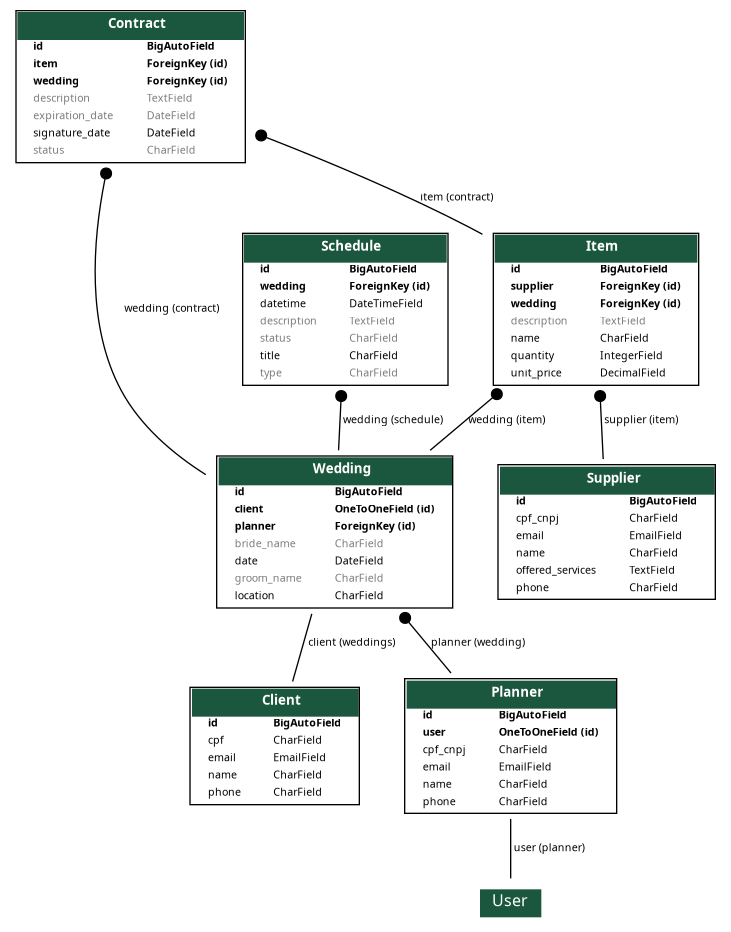 Contract
id BigAutoField
item ForeignKey (id)
wedding ForeignKey (id)
description TextField
expiration_date DateField
signature_date DateField
status CharField
item (contract)
Schedule
id BigAutoField
wedding ForeignKey (id)
datetime DateTimeField
description TextField
status CharField
title CharField
type CharField
Item
id BigAutoField
supplier ForeignKey (id)
wedding ForeignKey (id)
description TextField
name CharField
quantity IntegerField
unit_price DecimalField
wedding (contract)
wedding (schedule)
wedding (item)
supplier (item)
Wedding
id BigAutoField
client OneToOneField (id)
planner ForeignKey (id)
bride_name CharField
date DateField
groom_name CharField
location CharField
Supplier
id BigAutoField
cpf_cnpj CharField
email EmailField
name CharField
offered_services TextField
phone CharField
client (weddings)
planner (wedding)
Client
id BigAutoField
cpf CharField
email EmailField
name CharField
phone CharField
Planner
id BigAutoField
user OneToOneField (id)
cpf_cnpj CharField
email EmailField
name CharField
phone CharField
user (planner)
User